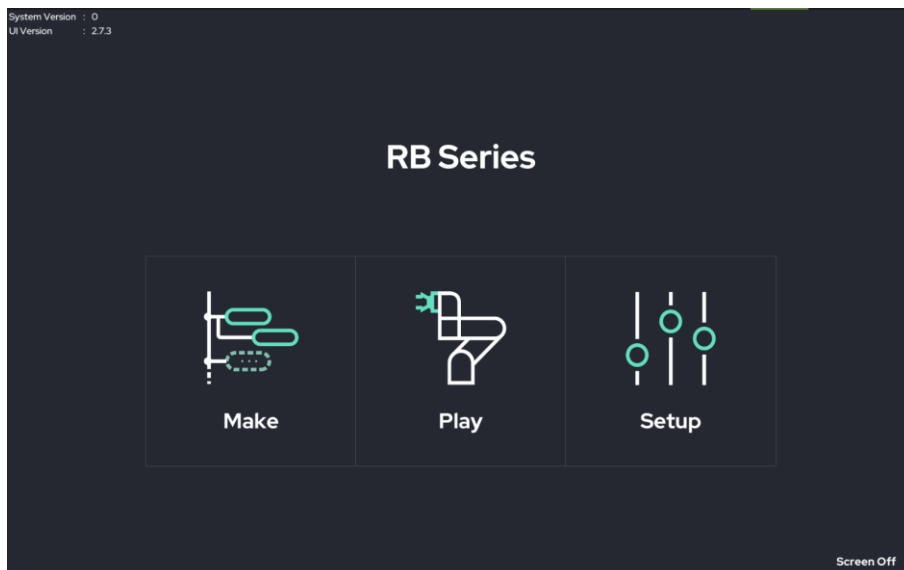 System Version : 0
UI Version : 2.7.3
RB Series
Make
Play
Setup
Screen Off